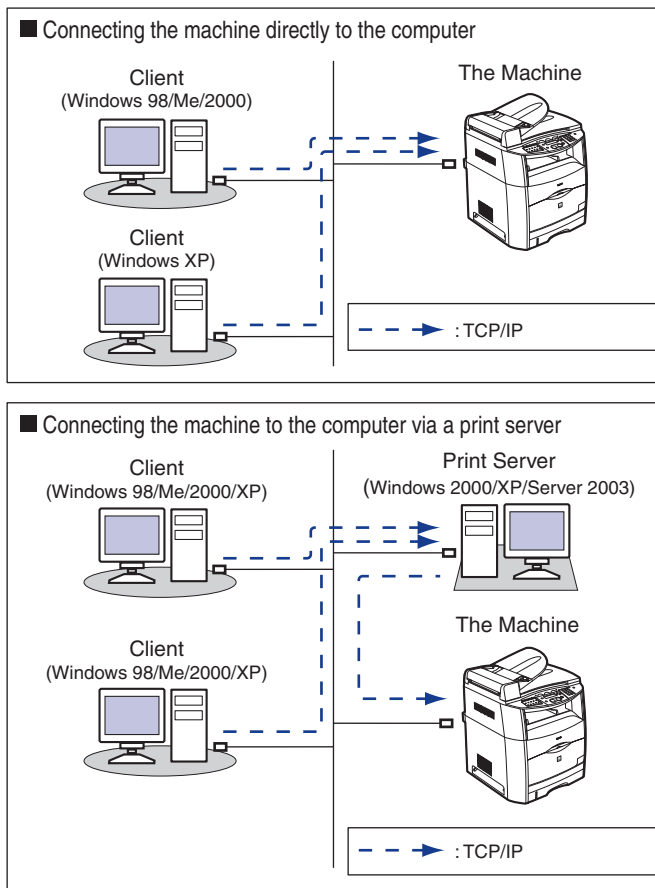 ■ Connecting the machine directly to the computer
Client
(Windows 98/Me/2000)
The Machine
Client
(Windows XP)
: TCP/IP
■ Connecting the machine to the computer via a print server
Client
(Windows 98/Me/2000/XP)
Print Server
(Windows 2000/XP/Server 2003)
The Machine
Client
(Windows 98/Me/2000/XP)
: TCP/IP